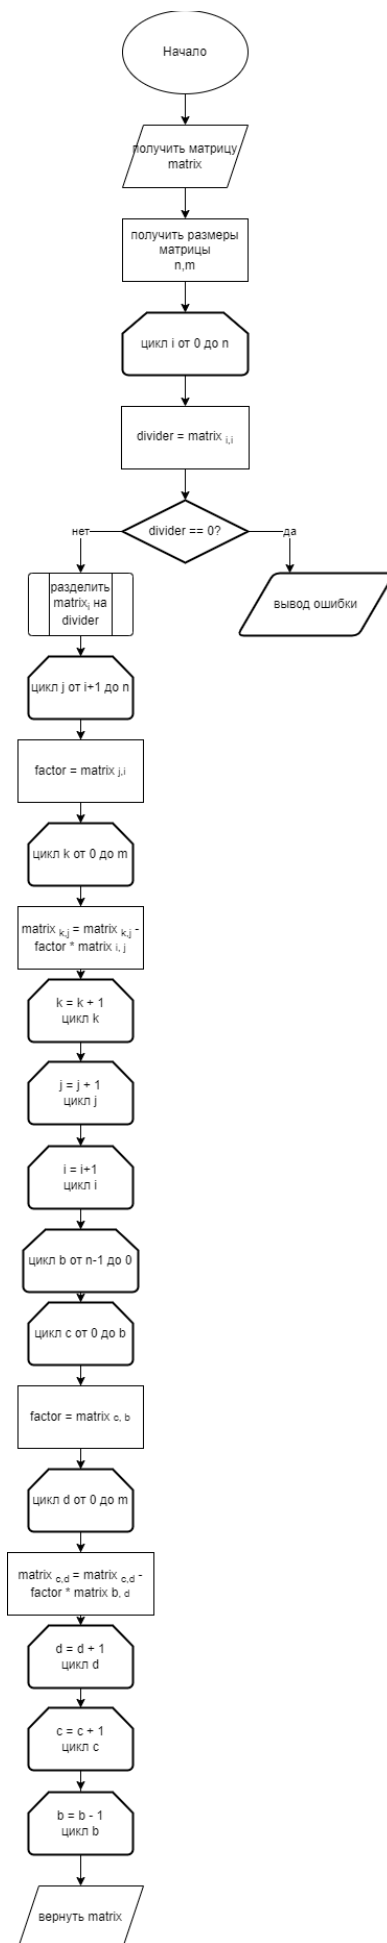 Начало
получить матрицу
matrix
получить размеры
матрицы
n,m
цикл i от 0 до n
divider = matrix i,i
нет
divider == 0?
да
разделить
matrixi на
divider
вывод ошибки
цикл j от i+1 до n
factor = matrix j,i
цикл k от 0 до m
matrix k,j = matrix k,j -
factor * matrix i, j
k = k + 1
цикл k
j = j + 1
цикл j
i = i+1
цикл i
цикл b от n-1 до 0
цикл c от 0 до b
factor = matrix c, b
цикл d от 0 до m
matrix c,d = matrix c,d -
factor * matrix b, d
d = d + 1
цикл d
c = c + 1
цикл c
b = b - 1
цикл b
вернуть matrix